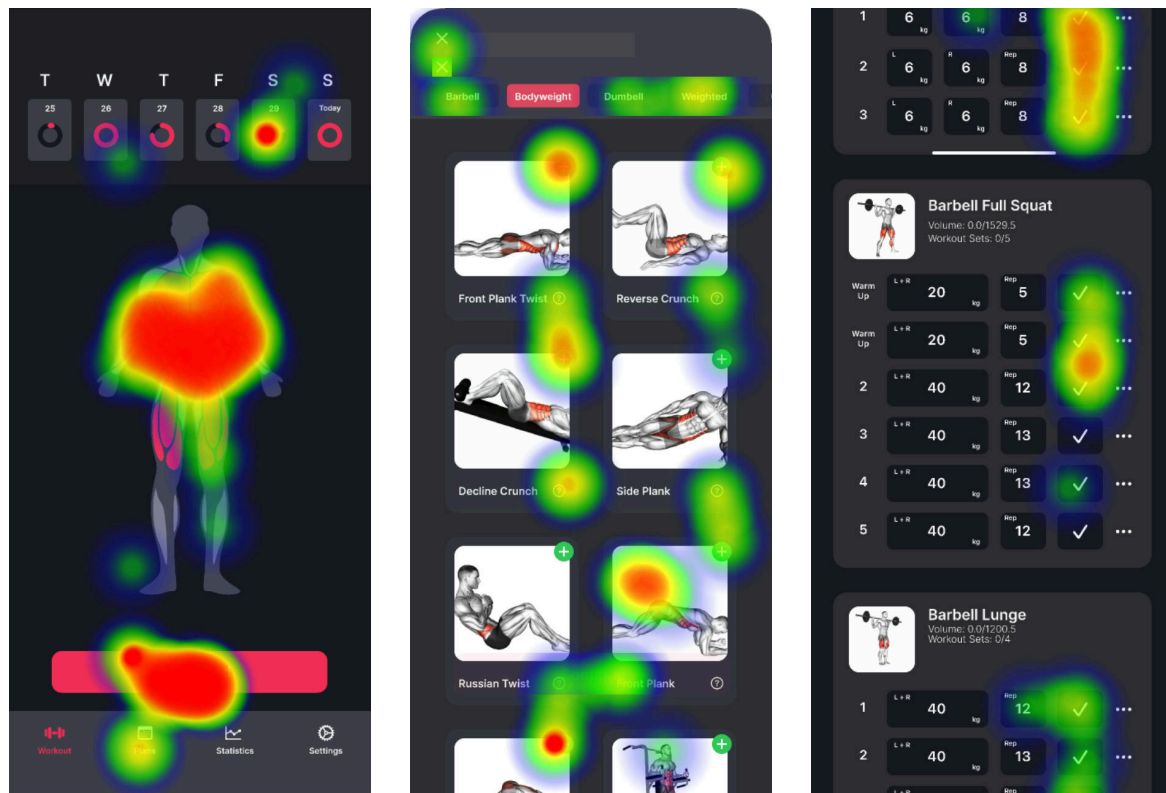 T W T F S S
25 26 27 28 29 Today
Workout Plans Statistics Settings
Barbell Bodyweight Dumbell Weighted
Front Plank Twist ? Reverse Crunch ?
Decline Crunch ? Side Plank ?
Russian Twist Front Plank ?
1 6 kg 6 kg 8
2 L 6 kg R 6 kg Rep 8
3 L 6 kg R 6 kg Rep 8
Barbell Full Squat
Volume: 0.0/1529.5
Workout Sets: 0/5
Warm Up L + R 20 kg Rep 5
Warm Up L + R 20 kg Rep 5
2 L + R 40 kg Rep 12
3 L + R 40 kg Rep 13
4 L + R 40 kg Rep 13
5 L + R 40 kg Rep 12
Barbell Lunge
Volume: 0.0/1200.5
Workout Sets: 0/4
1 L + R 40 kg Rep 12
2 L + R 40 kg Rep 13
L + R Rep